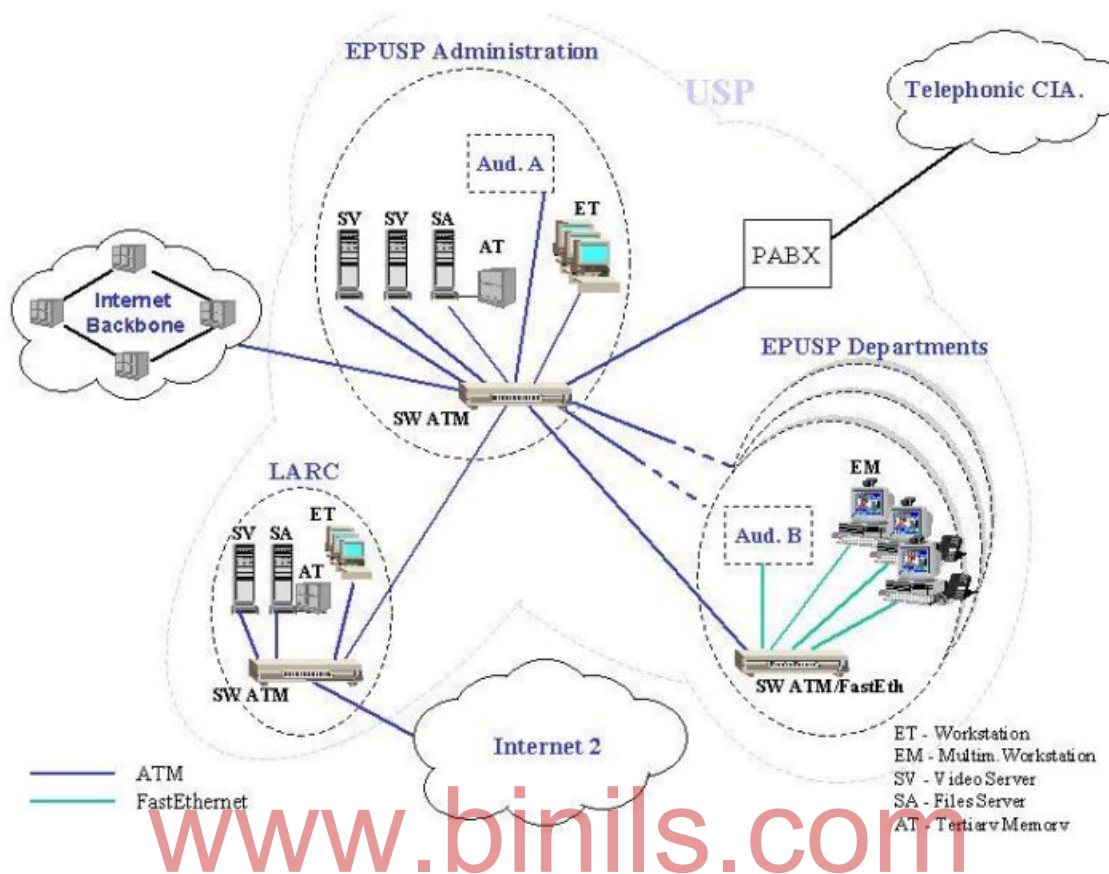 EPUSP Administration
USP
Telephonic CIA.
Aud. A
ET
SV
SV
SA
AT
PABX
Internet
Backbone
EPUSP Departments
SW ATM
LARC
EM
ET
SV
SA
Aud. B
AT
SW ATM
SW ATM/FastEth
Internet 2
ET - Workstation
EM - Multim. Workstation
SV - Video Server
SA - Files Server
AT - Tertiary Memory
ATM
FastEthernet
www.binils.com